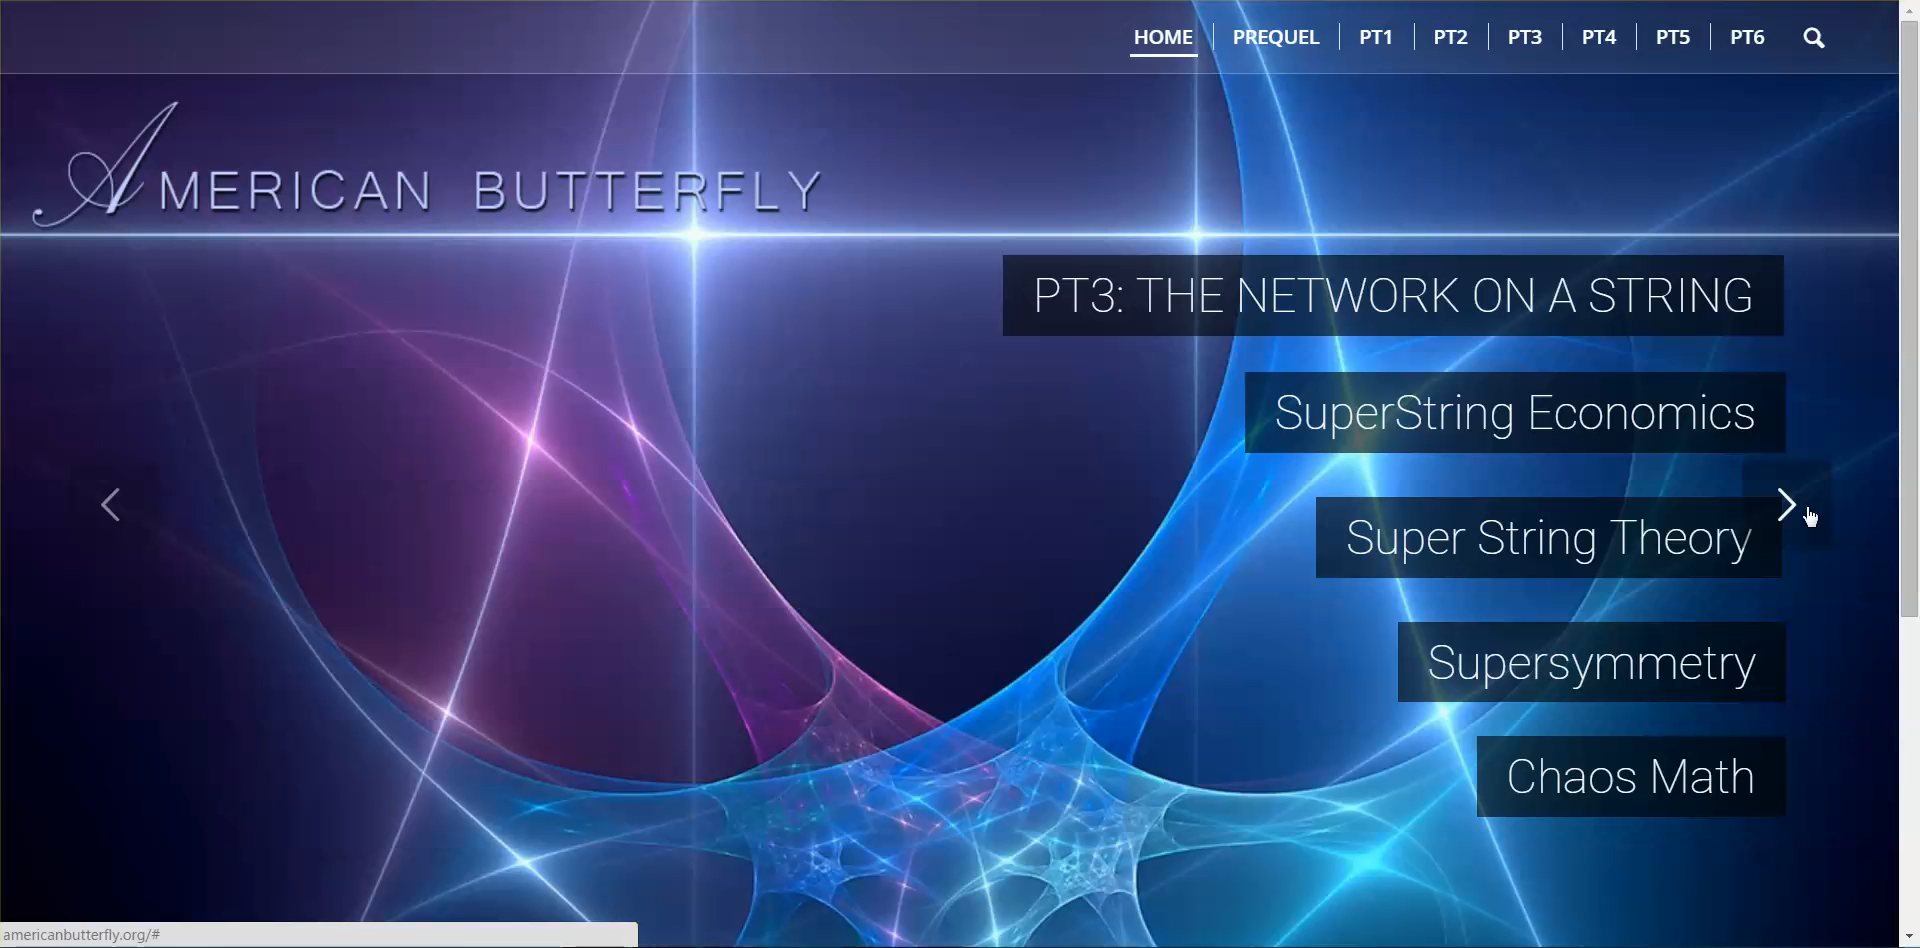 HOME PREQUEL PT1 PT2 PT3 PT4 PT5 PT6
AMERICAN BUTTERFLY
PT3: THE NETWORK ON A STRING
SuperString Economics
Super String Theory
Supersymmetry
Chaos Math
americanbutterfly.org/#